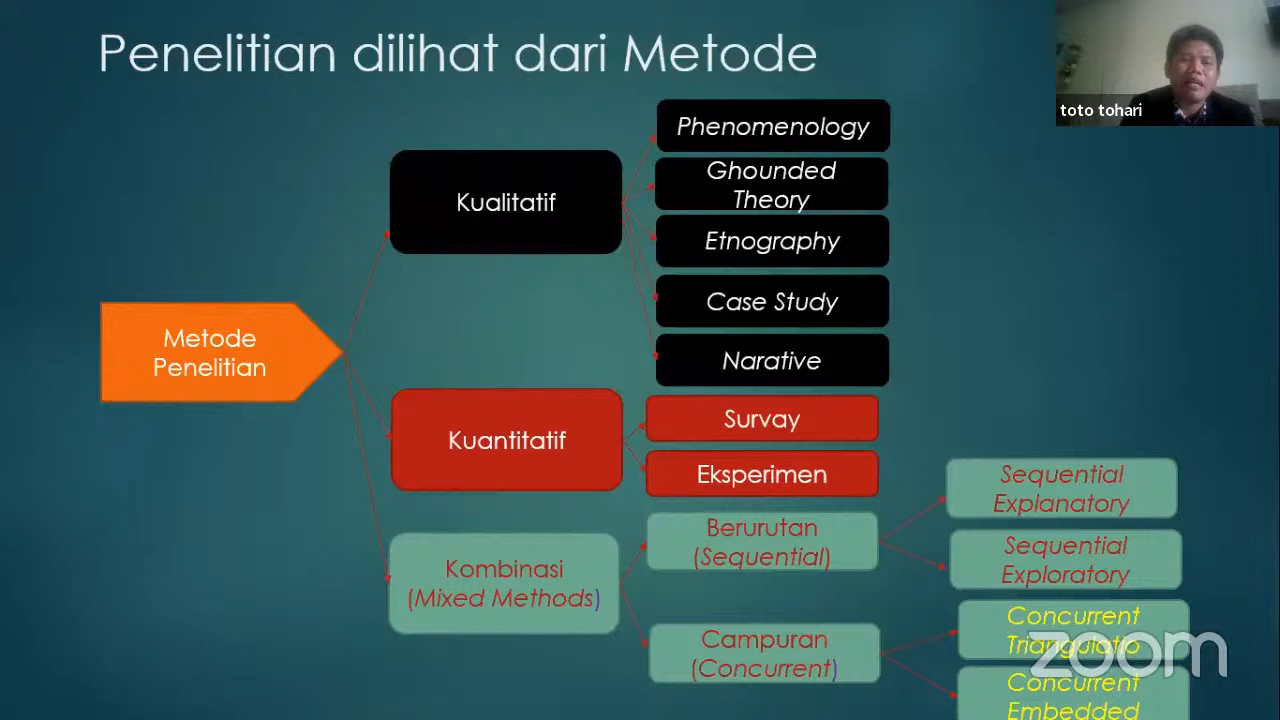 Penelitian dilihat dari Metode
toto tohari
Metode
Penelitian
Kualitatif
Phenomenology
Ghounded
Theory
Etnography
Case Study
Narative
Kuantitatif
Survay
Eksperimen
Kombinasi
(Mixed Methods)
Berurutan
(Sequential)
Sequential
Explanatory
Sequential
Exploratory
Campuran
(Concurrent)
Concurrent
Triangulatio
Concurrent
Embedded
zoom